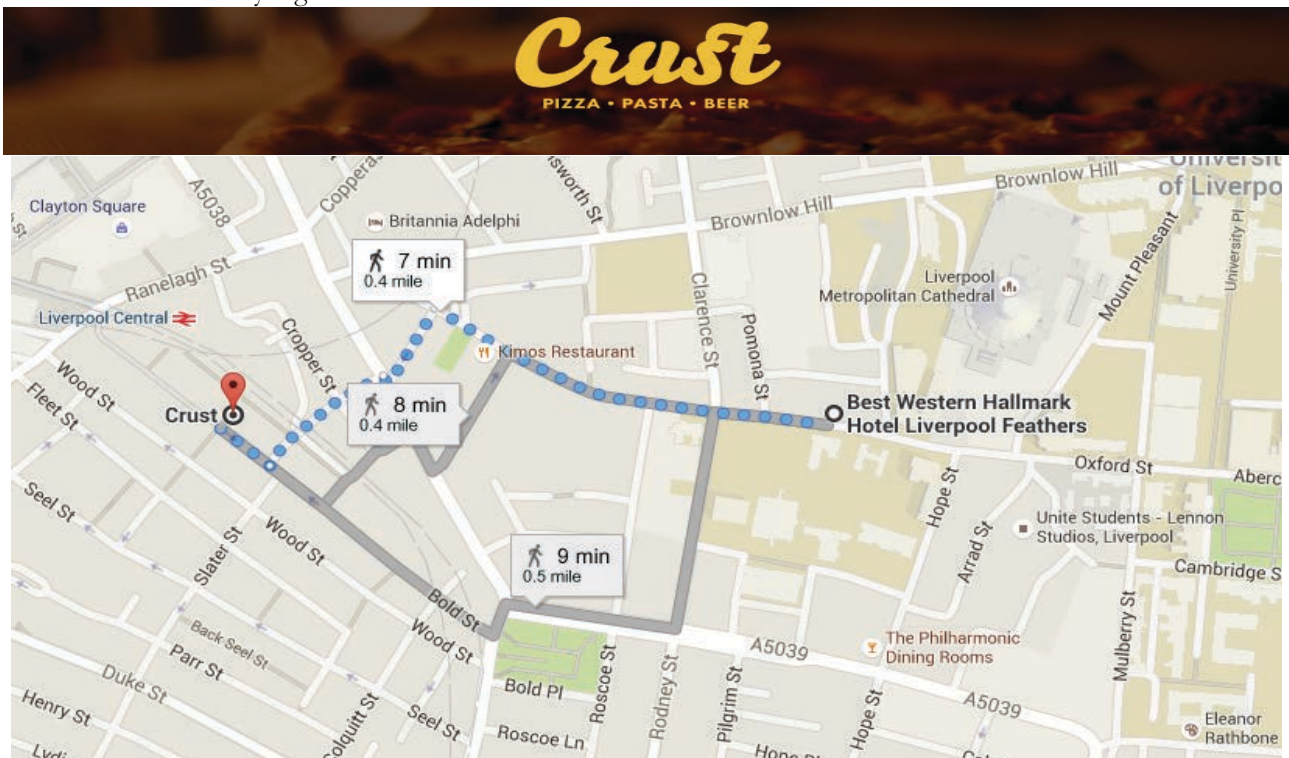 Crust
PIZZA • PASTA • BEER
Brownlow Hill
Clayton Square
A5038
Britannia Adelphi
Brownlow Hill
7 min
0.4 mile
Ranelagh St
Liverpool
Metropolitan Cathedral
Mount Pleasant
University Pl
Clarence St
Liverpool Central
Cropper St
Pomona St
Kimos Restaurant
Wood St
Fleet St
Crust
8 min
0.4 mile
Best Western Hallmark
Hotel Liverpool Feathers
Oxford St
Hope St
Seel St
Wood St
Unite Students - Lennon
Studios, Liverpool
Arrad St
Slater St
9 min
0.5 mile
Cambridge S
Bold St
Mulberry St
Wood St
Back Seel St
Parr St
A5039
The Philharmonic
Dining Rooms
Duke St
Bold Pl
Roscoe St
Rodney St
Pilgrim St
Hope St
A5039
Henry St
Seel St
Roscoe Ln
Eleanor
Rathbone